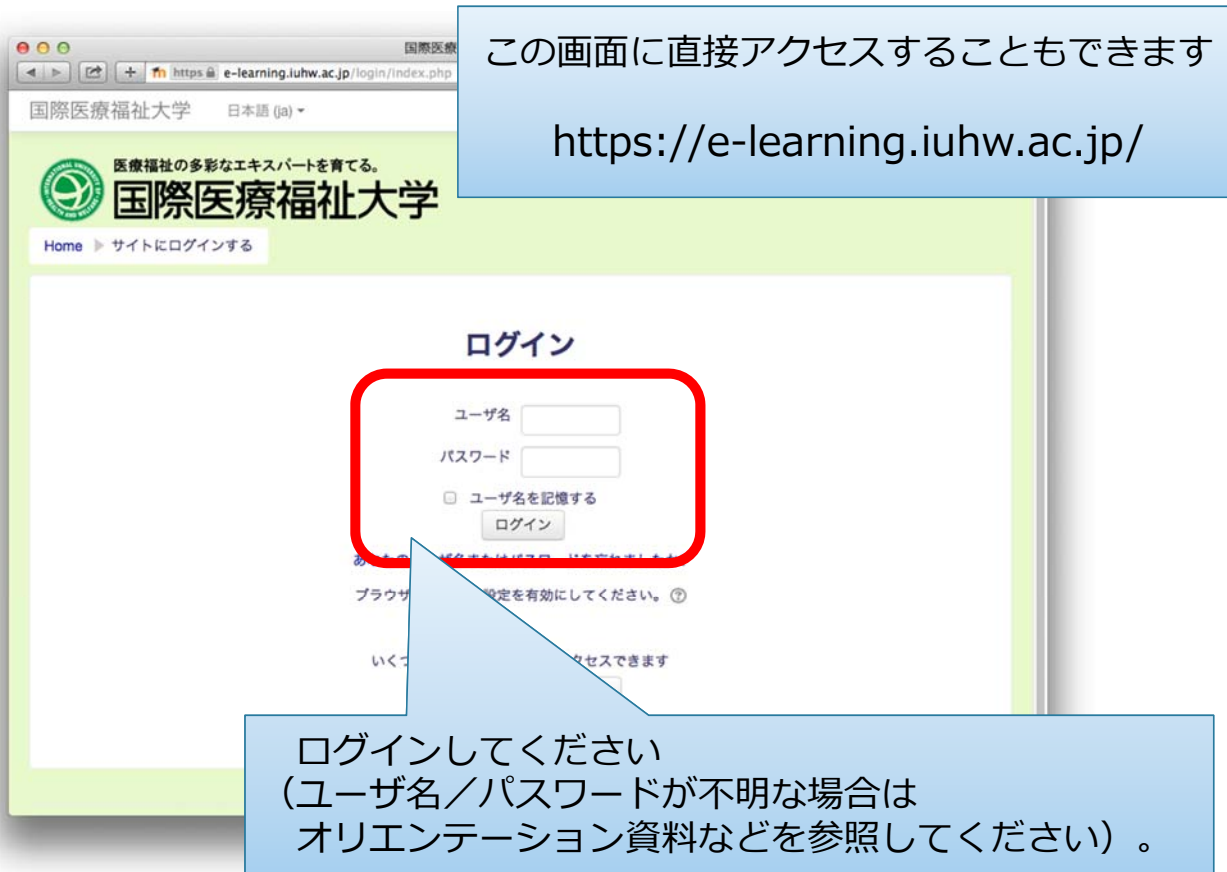 国際医療
この画面に直接アクセスすることもできます
https://e-learning.iuhw.ac.jp/
https e-learning.iuhw.ac.jp/login/index.php
国際医療福祉大学 日本語 (ja)
医療福祉の多彩なエキスパートを育てる。
国際医療福祉大学
Home サイトにログインする
ログイン
ユーザ名
パスワード
ユーザ名を記憶する
ログイン
ブラウザ 設定を有効にしてください。
いくつ アクセスできます
ログインしてください
（ユーザ名／パスワードが不明な場合は
オリエンテーション資料などを参照してください）。